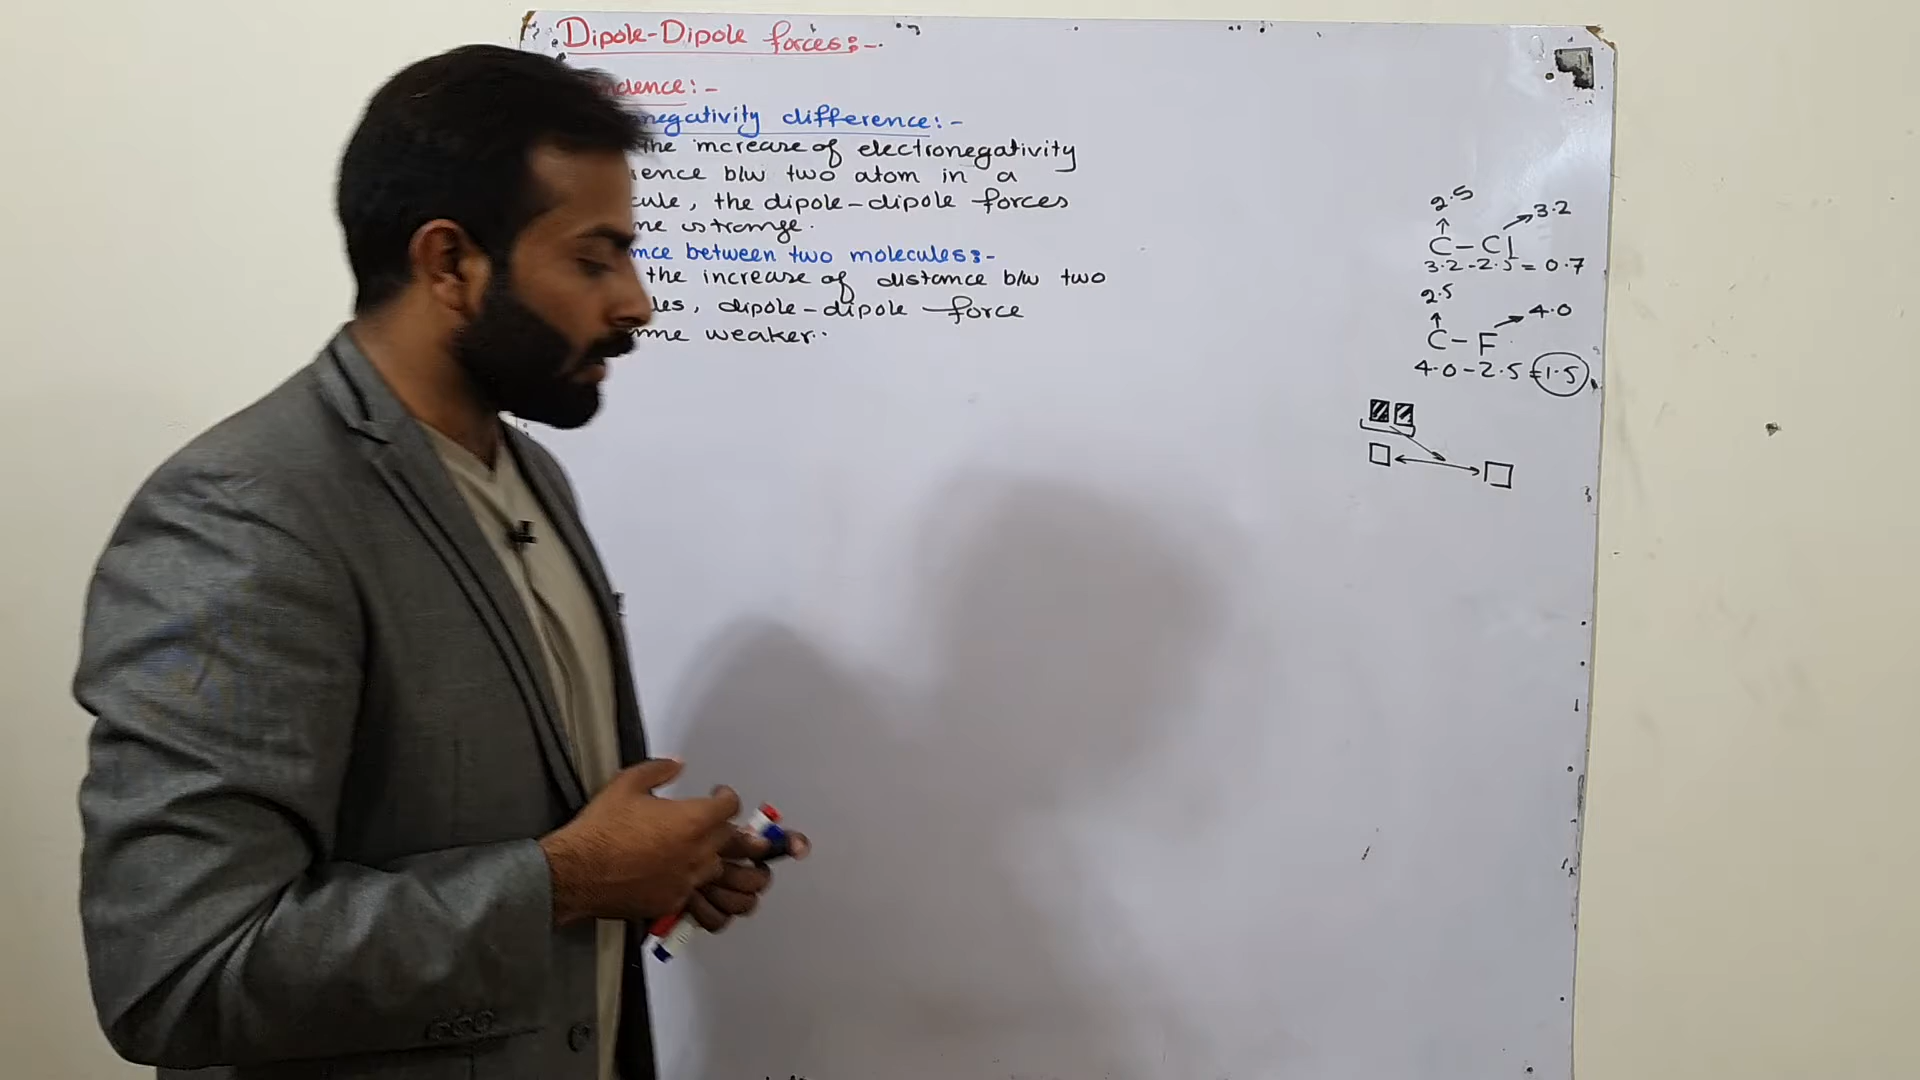 Dipole-Dipole forces:-
ndence:-
negativity difference:-
the increase of electronegativity
ence b/w two atom in a
cule, the dipole-dipole forces
me stronge.
nce between two molecules:-
the increase of distance b/w two
les, dipole-dipole force
me weaker.
2.5
3.2
C-Cl
3.2-2.5=0.7
2.5
4.0
C-F
4.0-2.5=1.5